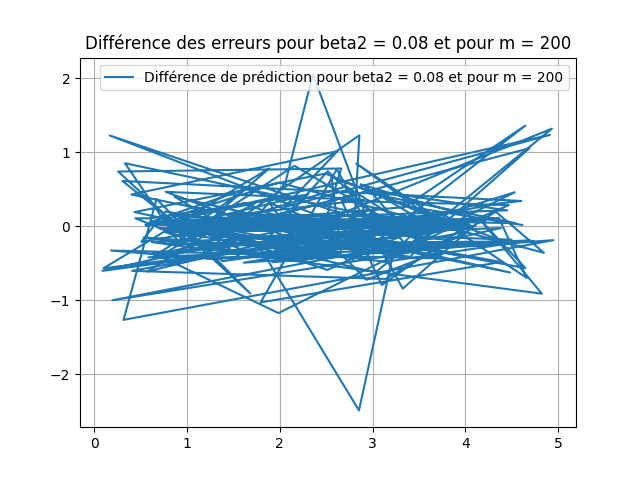 Différence des erreurs pour beta2 = 0.08 et pour m = 200
Différence de prédiction pour beta2 = 0.08 et pour m = 200
2
1
0
−1
−2
0 1 2 3 4 5